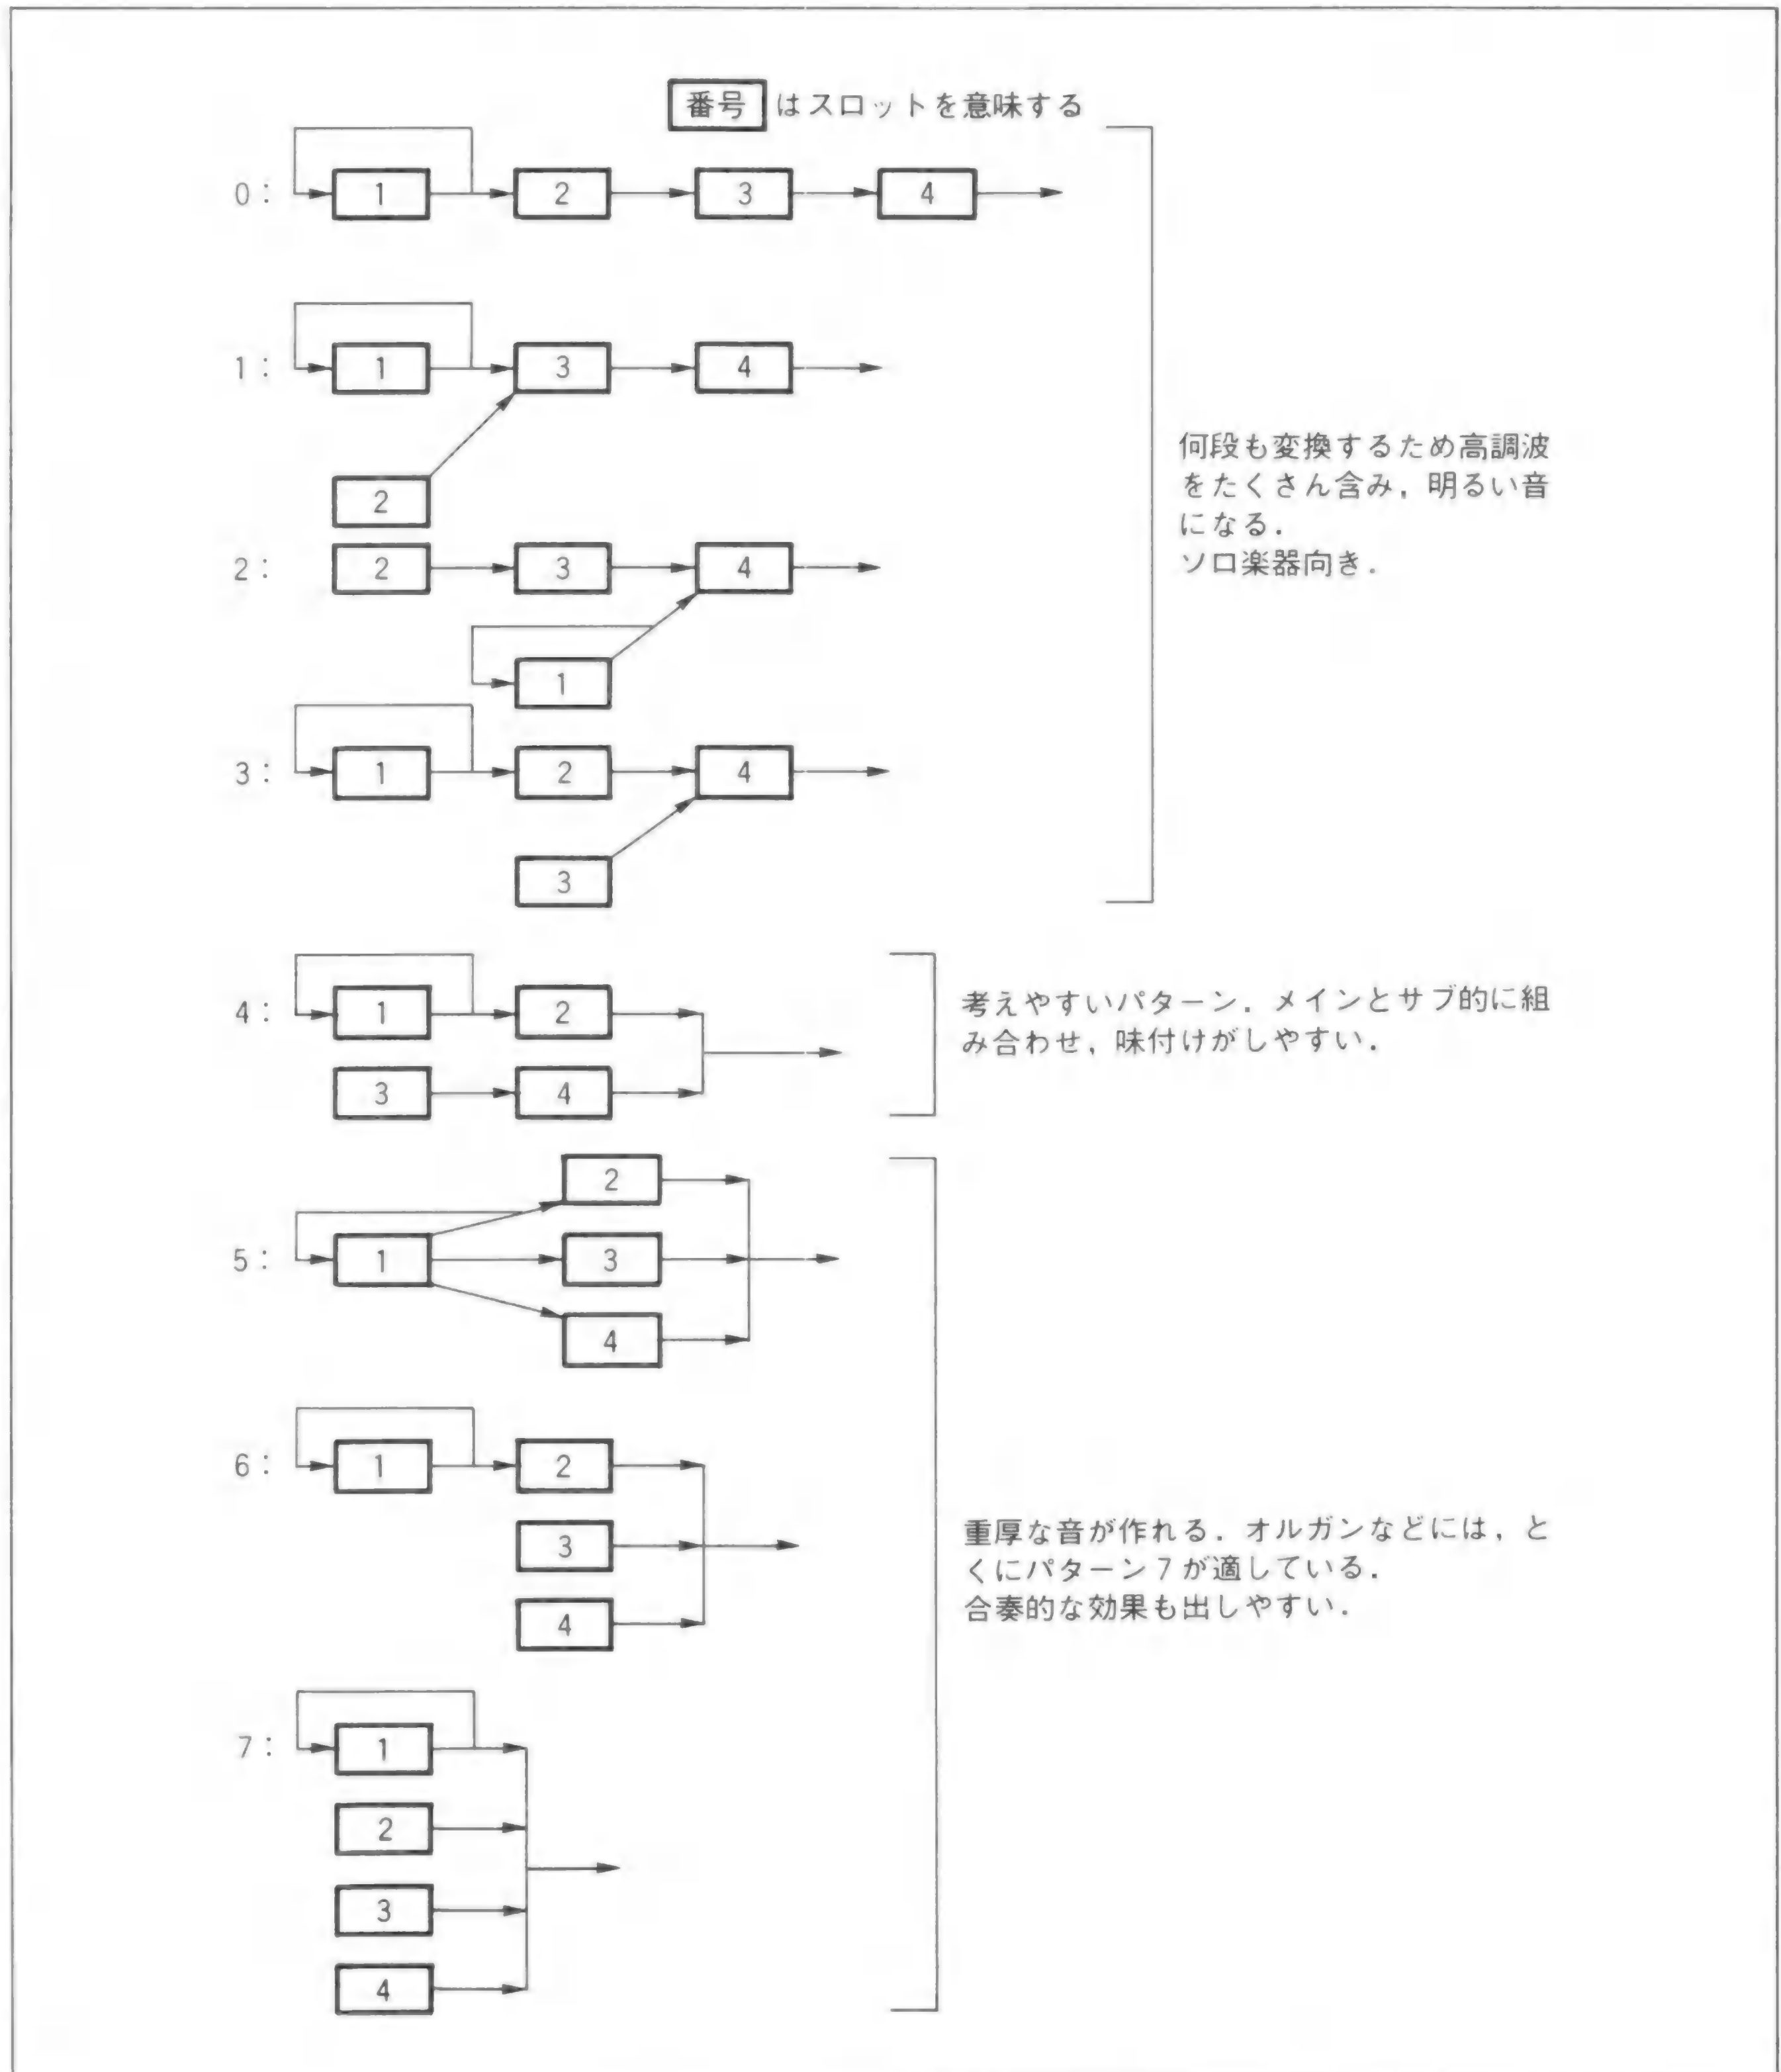 番号 はスロットを意味する
0: 1 2 3 4
1: 1 3 4
2
2: 2 3 4
1
3: 1 2 4
3
何段も変換するため高調波
をたくさん含み，明るい音
になる．
ソロ楽器向き．
4: 1 2
3 4
考えやすいパターン．メインとサブ的に組
み合わせ，味付けがしやすい．
2
5: 1 3
4
6: 1 2
3
4
7: 1
2
3
4
重厚な音が作れる．オルガンなどには，と
くにパターン7が適している．
合奏的な効果も出しやすい．